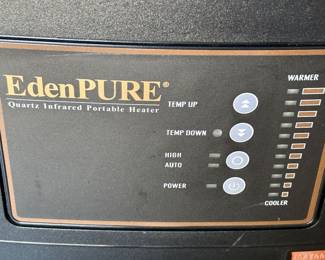 EdenPURE®
Quartz Infrared Portable Heater
WARMER
TEMP UP
TEMP DOWN
HIGH
AUTO
POWER
COOLER